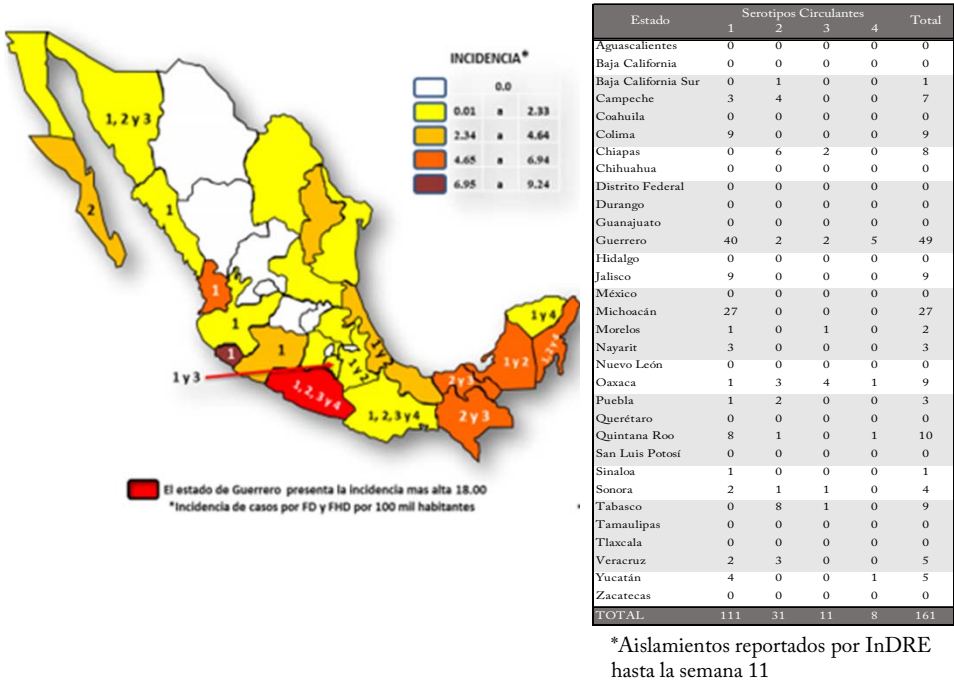 INCIDENCIA*
0.0
0.01 a 2.33
2.34 a 4.64
4.65 a 6.94
6.95 a 9.24
1, 2 y 3
2
1
1
1
1
1
1 y 3
1, 2, 3 y 4
1 y 2
1, 2, 3 y 4
2 y 3
2 y 3
1 y 2
1 y 4
El estado de Guerrero presenta la incidencia mas alta 18.00
*Incidencia de casos por FD y FHD por 100 mil habitantes
*
Estado Serotipos Circulantes Total
1 2 3 4
Aguascalientes 0 0 0 0 0
Baja California 0 0 0 0 0
Baja California Sur 0 1 0 0 1
Campeche 3 4 0 0 7
Coahuila 0 0 0 0 0
Colima 9 0 0 0 9
Chiapas 0 6 2 0 8
Chihuahua 0 0 0 0 0
Distrito Federal 0 0 0 0 0
Durango 0 0 0 0 0
Guanajuato 0 0 0 0 0
Guerrero 40 2 2 5 49
Hidalgo 0 0 0 0 0
Jalisco 9 0 0 0 9
México 0 0 0 0 0
Michoacán 27 0 0 0 27
Morelos 1 0 1 0 2
Nayarit 3 0 0 0 3
Nuevo León 0 0 0 0 0
Oaxaca 1 3 4 1 9
Puebla 1 2 0 0 3
Querétaro 0 0 0 0 0
Quintana Roo 8 1 0 1 10
San Luis Potosí 0 0 0 0 0
Sinaloa 1 0 0 0 1
Sonora 2 1 1 0 4
Tabasco 0 8 1 0 9
Tamaulipas 0 0 0 0 0
Tlaxcala 0 0 0 0 0
Veracruz 2 3 0 0 5
Yucatán 4 0 0 1 5
Zacatecas 0 0 0 0 0
TOTAL 111 31 11 8 161
*Aislamientos reportados por InDRE
hasta la semana 11